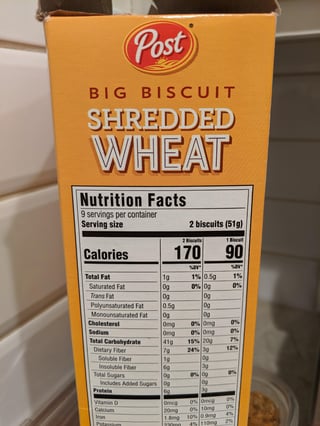 Post
BIG BISCUIT
SHREDDED
WHEAT
Nutrition Facts
9 servings per container
Serving size 2 biscuits (51g)
2 Biscuits 1 Biscuit
Calories 170 90
%DV* %DV*
Total Fat 1g 1% 0.5g 1%
Saturated Fat 0g 0% 0g 0%
Trans Fat 0g 0g
Polyunsaturated Fat 0.5g 0g
Monounsaturated Fat 0g 0g
Cholesterol 0mg 0% 0mg 0%
Sodium 0mg 0% 0mg 0%
Total Carbohydrate 41g 15% 20g 7%
Dietary Fiber 7g 24% 3g 12%
Soluble Fiber 1g 0g
Insoluble Fiber 6g 3g
Total Sugars 0g 0% 0g 0%
Includes Added Sugars 0g 0g
Protein 6g 3g
Vitamin D 0mcg 0% 0mcg 0%
Calcium 20mg 0% 10mg 0%
Iron 1.8mg 10% 0.9mg 4%
Potassium 4% 110mg 2%